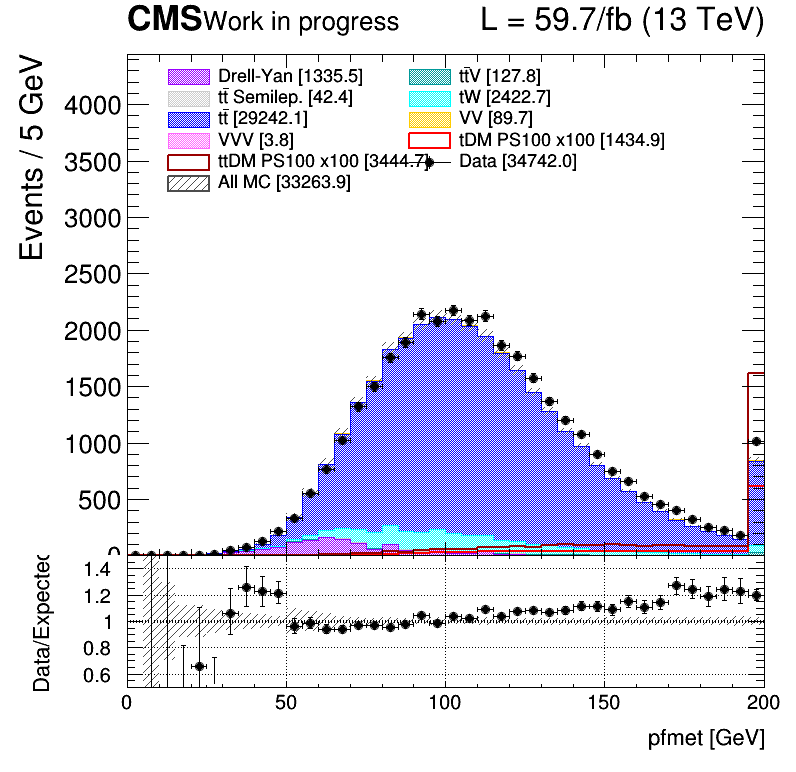 CMS Work in progress L = 59.7/fb (13 TeV)
Events / 5 GeV
Drell-Yan [1335.5] tt̄V [127.8]
tt̄ Semilep. [42.4] tW [2422.7]
tt̄ [29242.1] VV [89.7]
VVV [3.8] tDM PS100 x100 [1434.9]
ttDM PS100 x100 [3444.7] Data [34742.0]
All MC [33263.9]
4000
3500
3000
2500
2000
1500
1000
500
0
Data/Expected
1.4
1.2
1
0.8
0.6
0 50 100 150 200
pfmet [GeV]